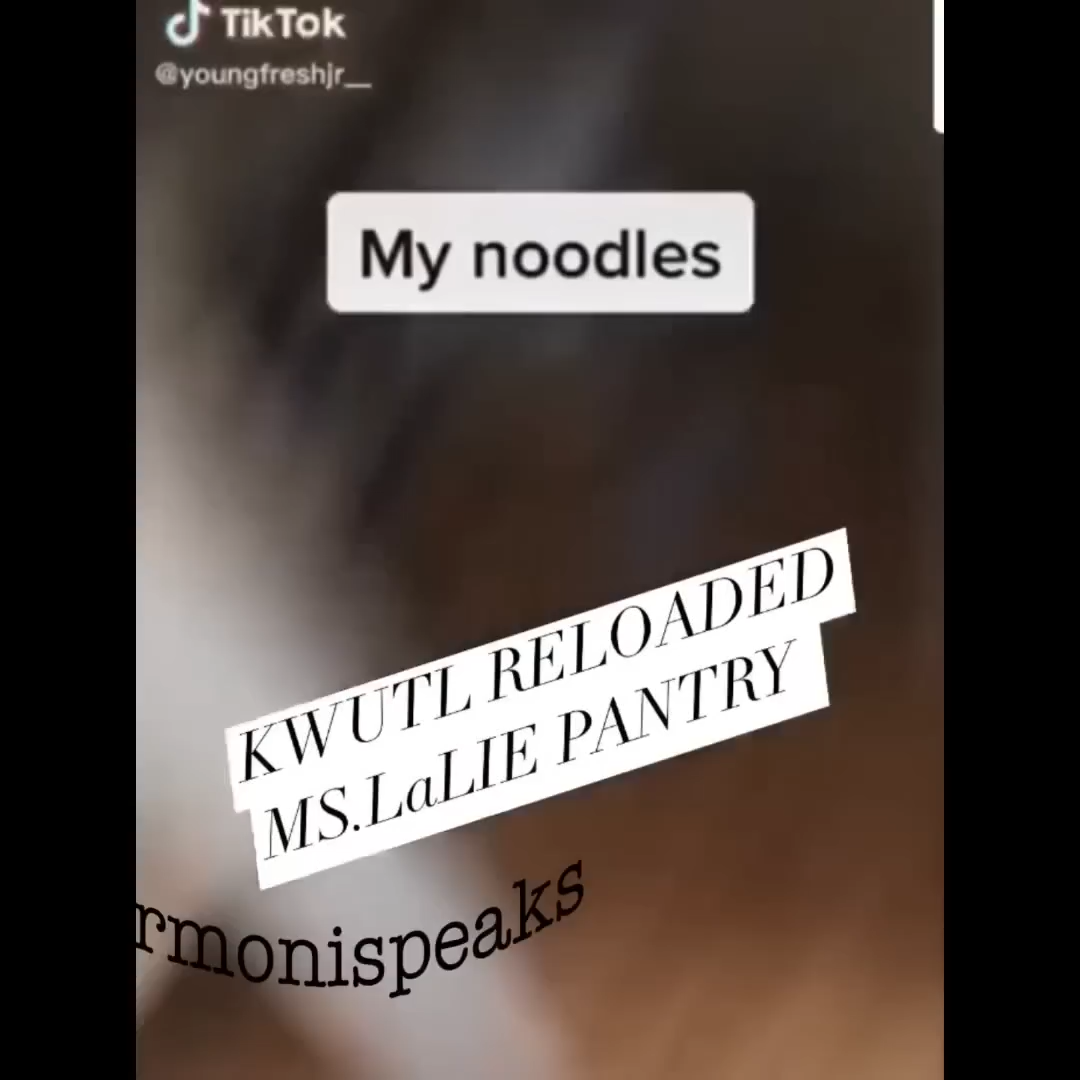 TikTok
@youngfreshjr__
My noodles
KWUTL RELOADED
MS.LaLIE PANTRY
rmonispeaks